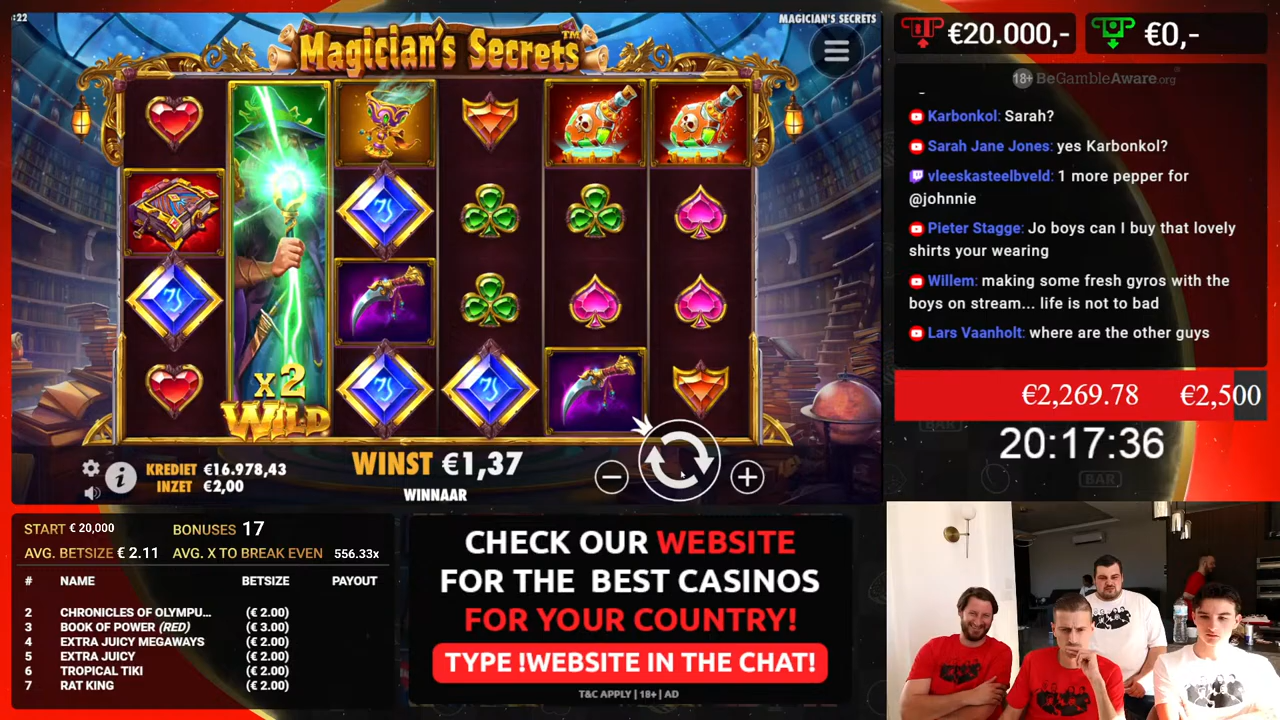 :22
MAGICIAN'S SECRETS
Magician's Secrets™
x2
WILD
KREDIET €16.978,43
INZET €2,00
WINST €1,37
WINNAAR
€20.000,-
€0,-
18+ BeGambleAware.org
Karbonkol: Sarah?
Sarah Jane Jones: yes Karbonkol?
vleeskasteelbveld: 1 more pepper for
@johnnie
Pieter Stagge: Jo boys can I buy that lovely
shirts your wearing
Willem: making some fresh gyros with the
boys on stream... life is not to bad
Lars Vaanholt: where are the other guys
€2,269.78 €2,500
BAR
20:17:36
BAR
START € 20,000 BONUSES 17
AVG. BETSIZE € 2.11 AVG. X TO BREAK EVEN 556.33x
# NAME BETSIZE PAYOUT
2 CHRONICLES OF OLYMPU... (€ 2.00)
3 BOOK OF POWER (RED) (€ 3.00)
4 EXTRA JUICY MEGAWAYS (€ 2.00)
5 EXTRA JUICY (€ 2.00)
6 TROPICAL TIKI (€ 2.00)
7 RAT KING (€ 2.00)
CHECK OUR WEBSITE
FOR THE BEST CASINOS
FOR YOUR COUNTRY!
TYPE !WEBSITE IN THE CHAT!
T&C APPLY | 18+ | AD